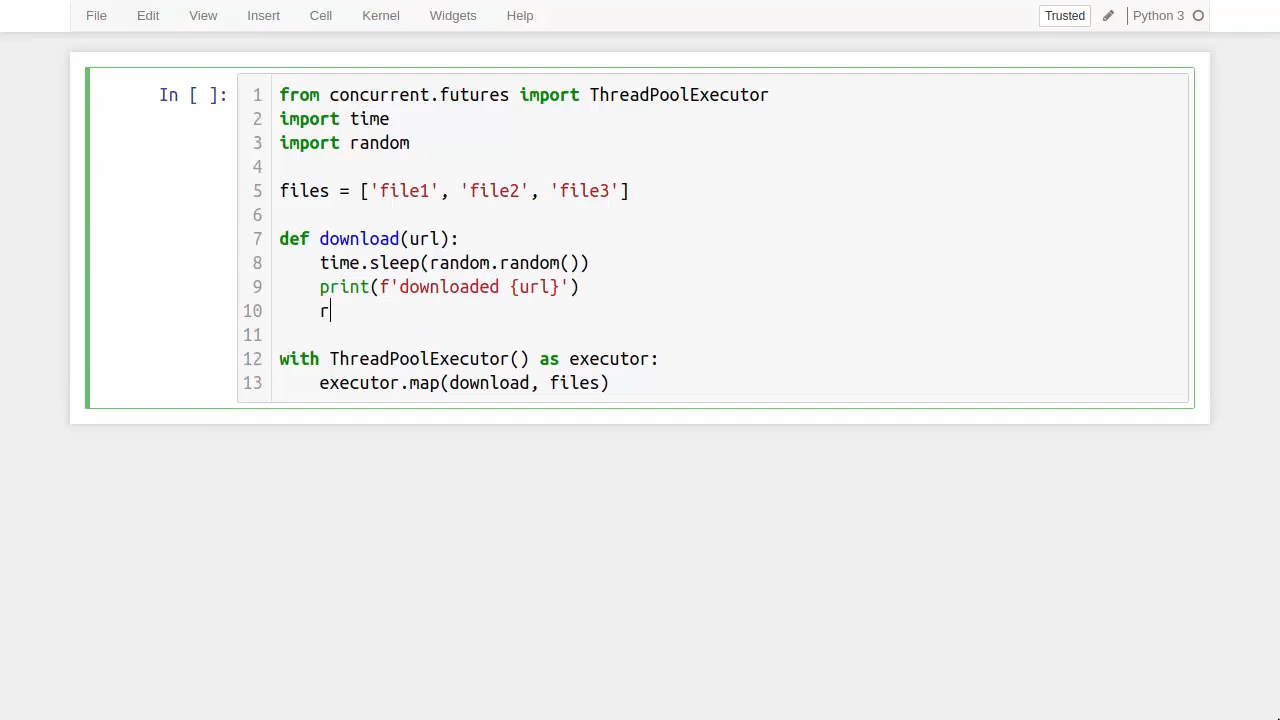 File Edit View Insert Cell Kernel Widgets Help Trusted Python 3
In [ ]:
1 from concurrent.futures import ThreadPoolExecutor
2 import time
3 import random
4
5 files = ['file1', 'file2', 'file3']
6
7 def download(url):
8     time.sleep(random.random())
9     print(f'downloaded {url}')
10     r
11
12 with ThreadPoolExecutor() as executor:
13     executor.map(download, files)